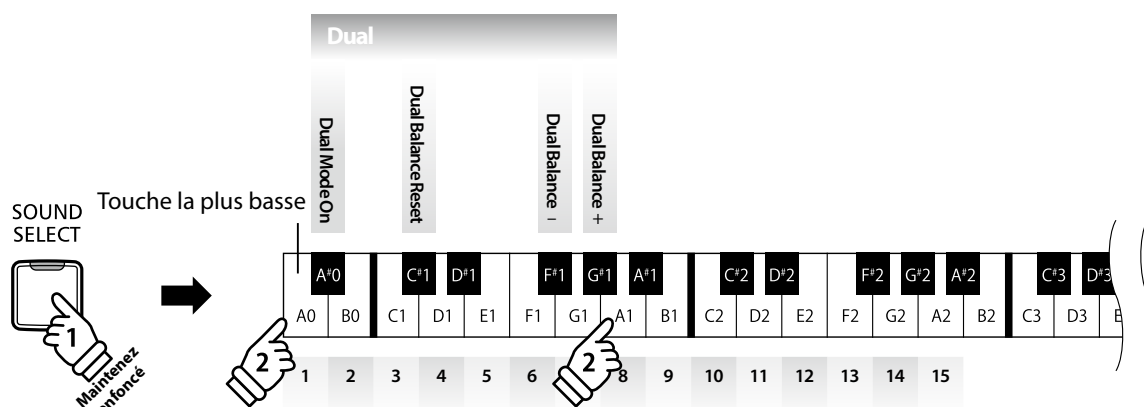 Dual
Dual Mode On
Dual Balance Reset
Dual Balance –
Dual Balance +
Touche la plus basse
SOUND
SELECT
A#0 C#1 D#1 F#1 G#1 A#1 C#2 D#2 F#2 G#2 A#2 C#3 D#3
A0 B0 C1 D1 E1 F1 G1 A1 B1 C2 D2 E2 F2 G2 A2 B2 C3 D3
1
Maintenez
enfoncé
2
2
1 2 3 4 5 6 8 9 10 11 12 13 14 15